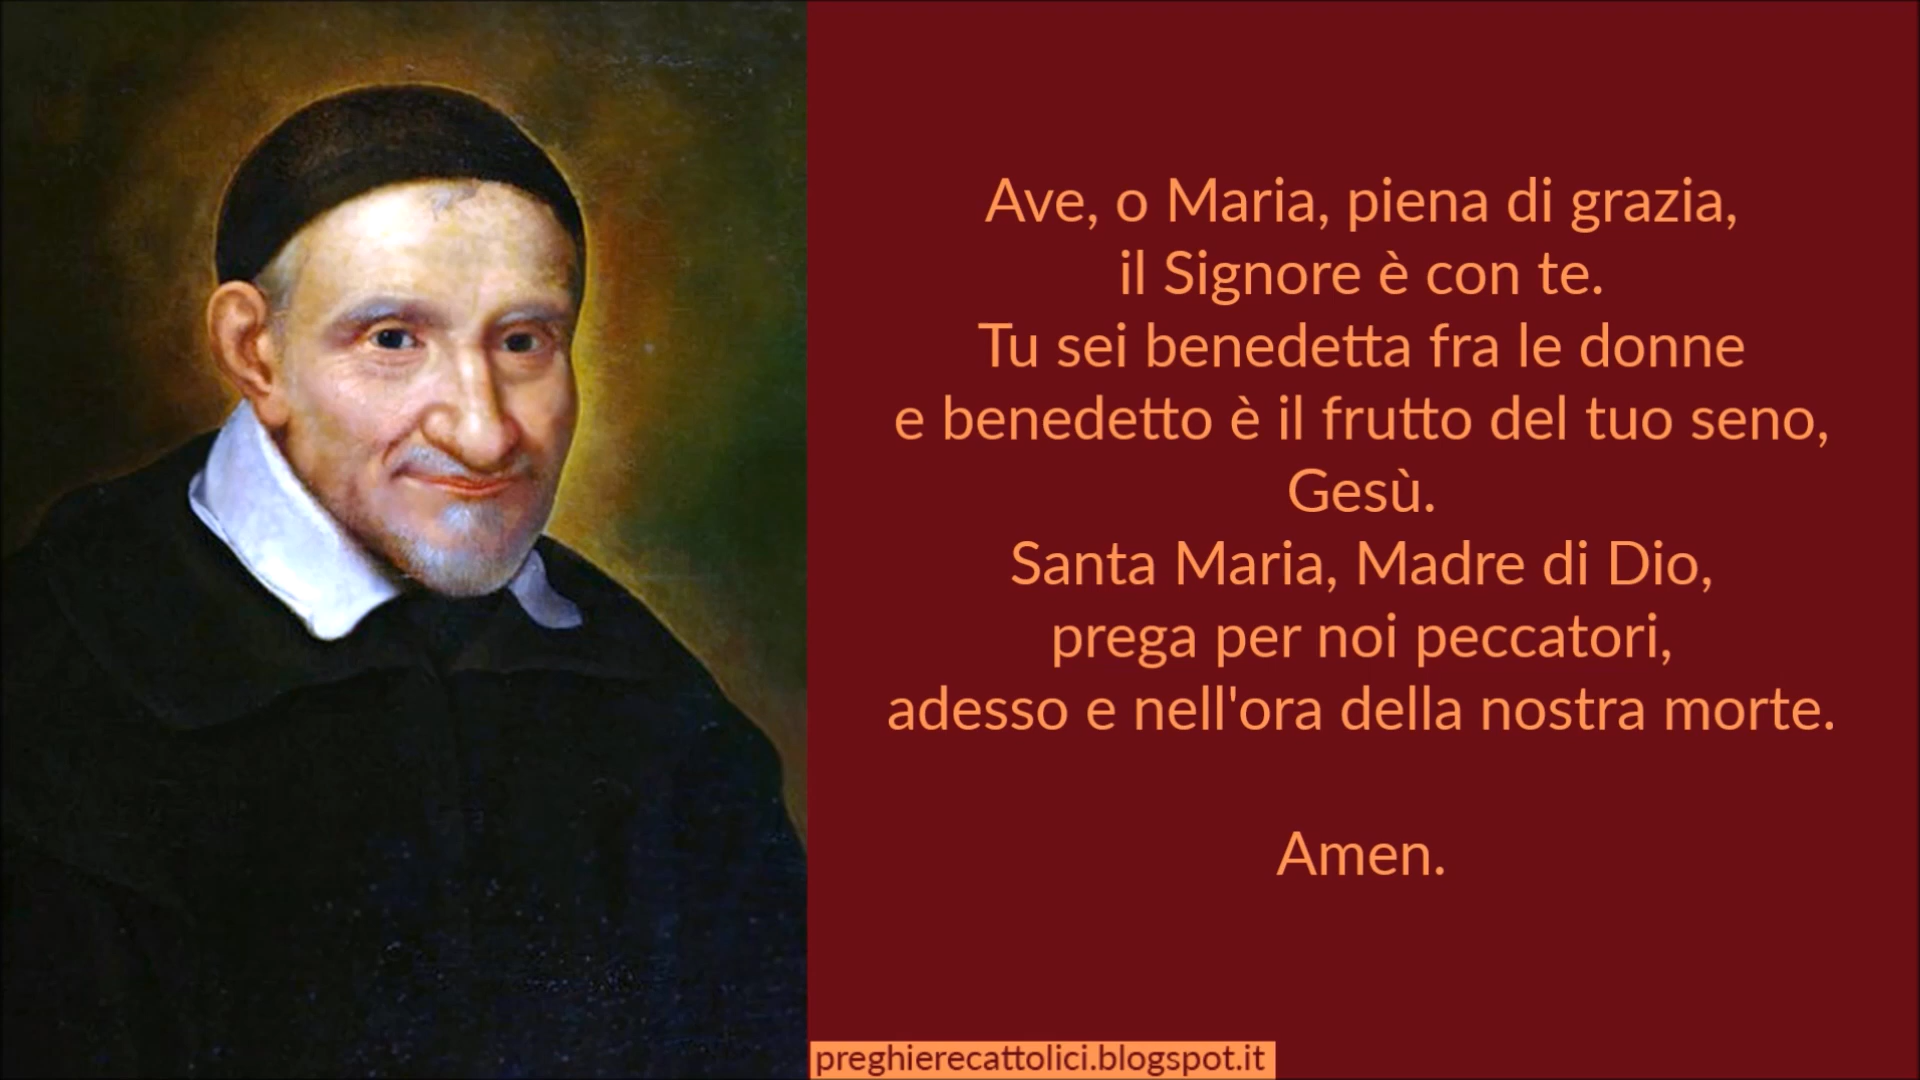 Ave, o Maria, piena di grazia,
il Signore è con te.
Tu sei benedetta fra le donne
e benedetto è il frutto del tuo seno,
Gesù.
Santa Maria, Madre di Dio,
prega per noi peccatori,
adesso e nell'ora della nostra morte.
Amen.
preghierecattolici.blogspot.it